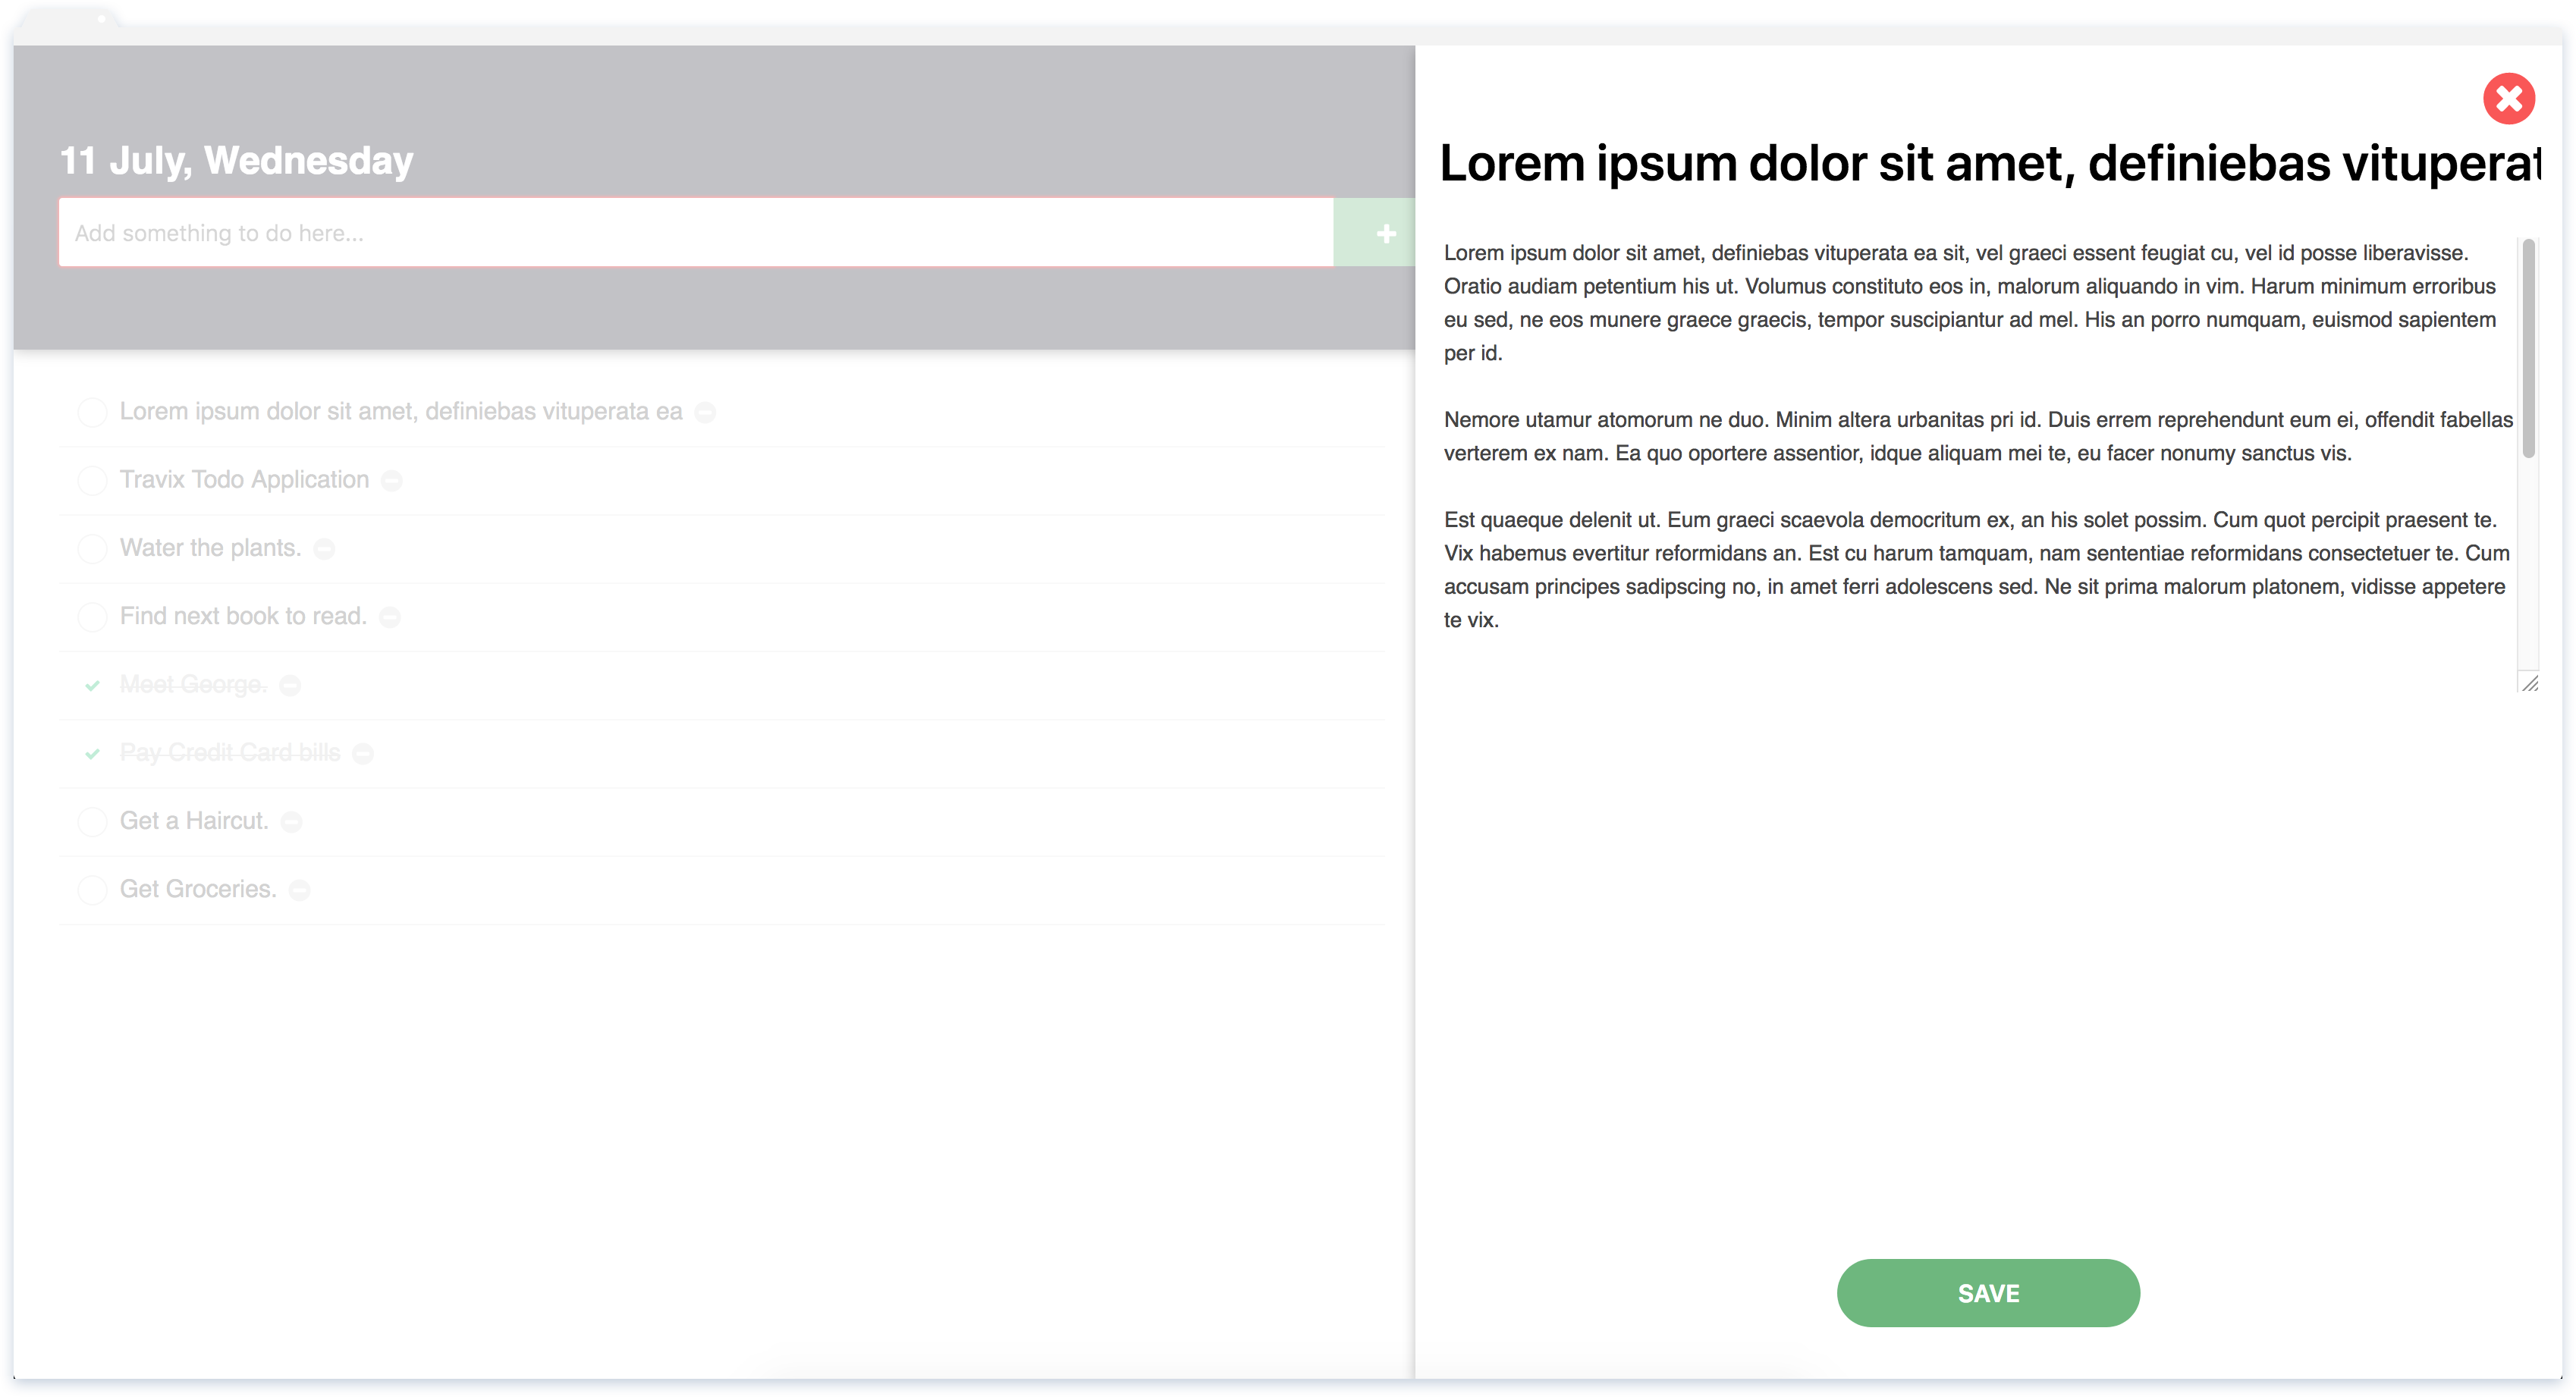 11 July, Wednesday
Add something to do here...
Lorem ipsum dolor sit amet, definiebas vituperata ea
Travix Todo Application
Water the plants.
Find next book to read.
Meet George.
Pay Credit Card bills
Get a Haircut.
Get Groceries.
Lorem ipsum dolor sit amet, definiebas vituperat
Lorem ipsum dolor sit amet, definiebas vituperata ea sit, vel graeci essent feugiat cu, vel id posse liberavisse.
Oratio audiam petentium his ut. Volumus constituto eos in, malorum aliquando in vim. Harum minimum erroribus
eu sed, ne eos munere graece graecis, tempor suscipiantur ad mel. His an porro numquam, euismod sapientem
per id.
Nemore utamur atomorum ne duo. Minim altera urbanitas pri id. Duis errem reprehendunt eum ei, offendit fabellas
verterem ex nam. Ea quo oportere assentior, idque aliquam mei te, eu facer nonumy sanctus vis.
Est quaeque delenit ut. Eum graeci scaevola democritum ex, an his solet possim. Cum quot percipit praesent te.
Vix habemus evertitur reformidans an. Est cu harum tamquam, nam sententiae reformidans consectetuer te. Cum
accusam principes sadipscing no, in amet ferri adolescens sed. Ne sit prima malorum platonem, vidisse appetere
te vix.
SAVE